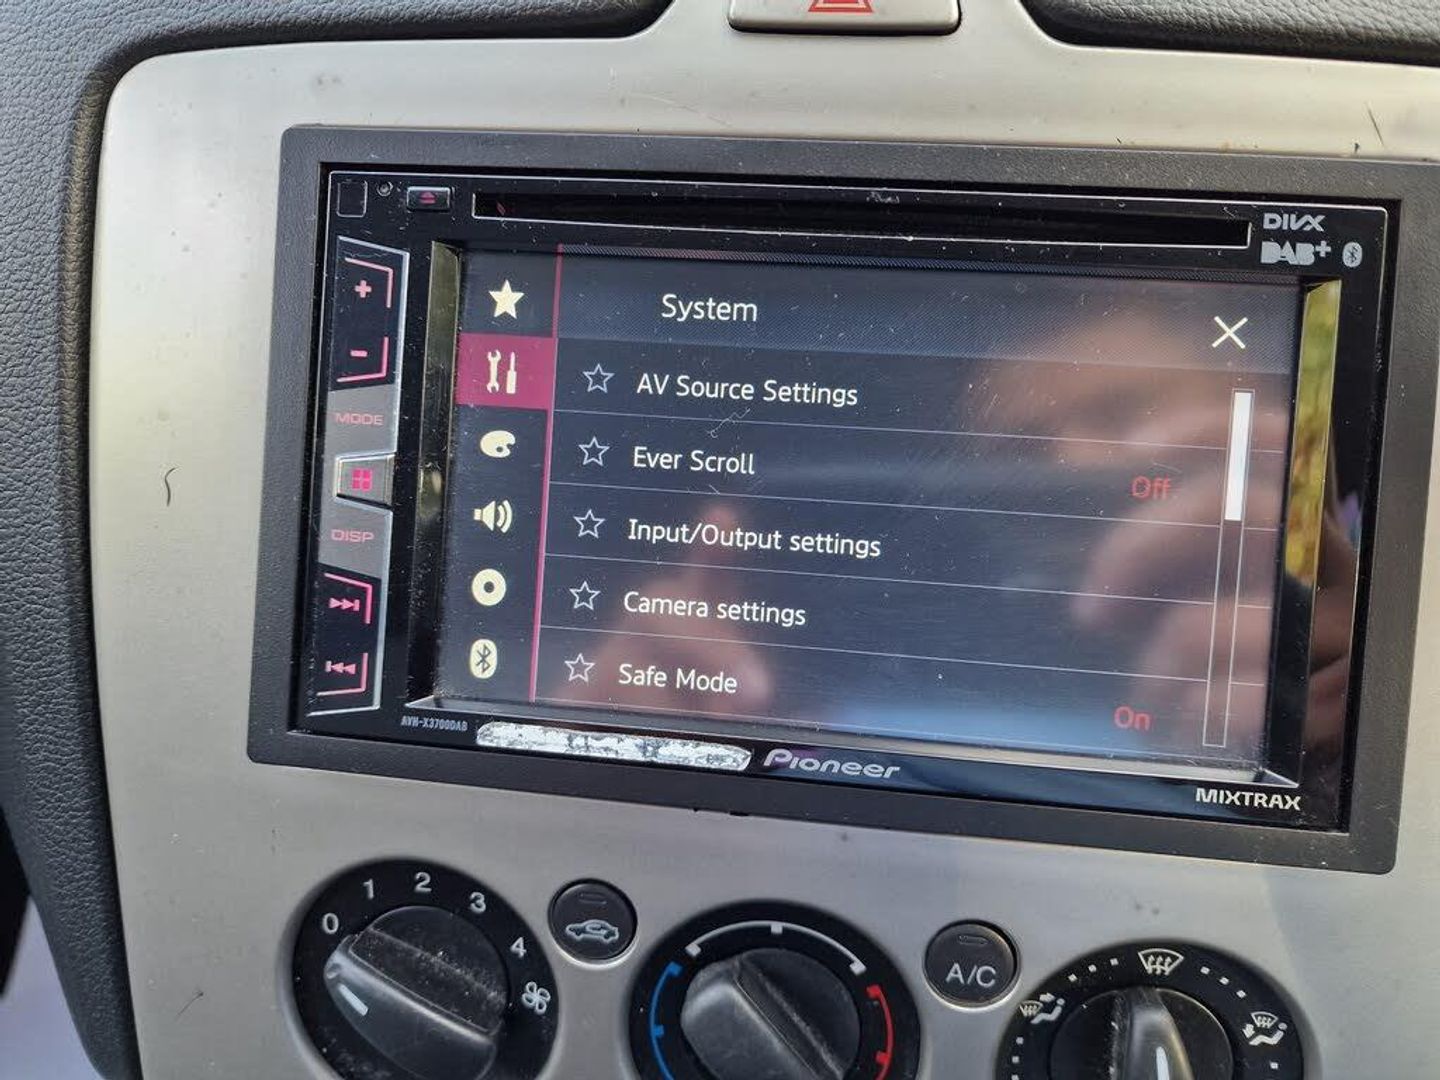 DIVX
DAB+
System
+
-
AV Source Settings
MODE
Ever Scroll
Off
DISP
Input/Output settings
Camera settings
Safe Mode
On
AVH-X3700DAB
Pioneer
MIXTRAX
0 1 2 3 4
A/C